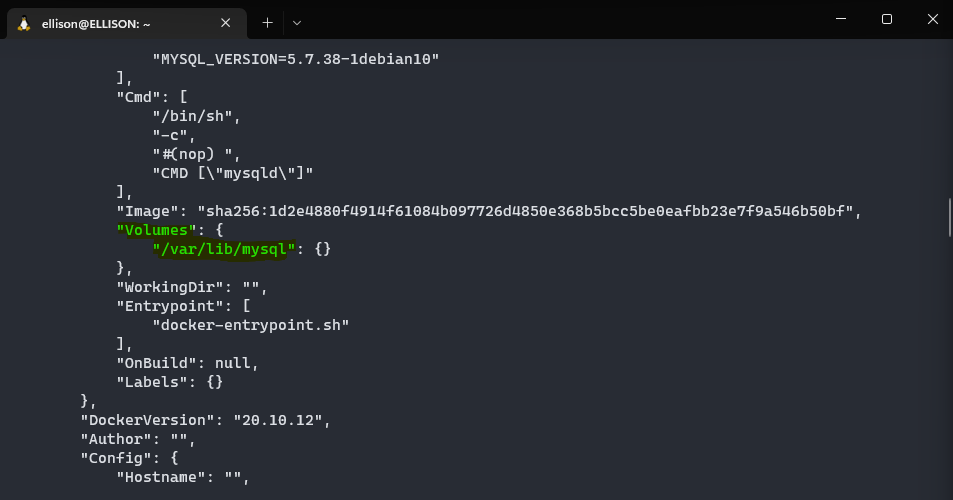 ellison@ELLISON: ~
"MYSQL_VERSION=5.7.38-1debian10"
],
"Cmd": [
"/bin/sh",
"-c",
"#(nop) ",
"CMD [\"mysqld\"]"
],
"Image": "sha256:1d2e4880f4914f61084b097726d4850e368b5bcc5be0eafbb23e7f9a546b50bf",
"Volumes": {
"/var/lib/mysql": {}
},
"WorkingDir": "",
"Entrypoint": [
"docker-entrypoint.sh"
],
"OnBuild": null,
"Labels": {}
},
"DockerVersion": "20.10.12",
"Author": "",
"Config": {
"Hostname": "",